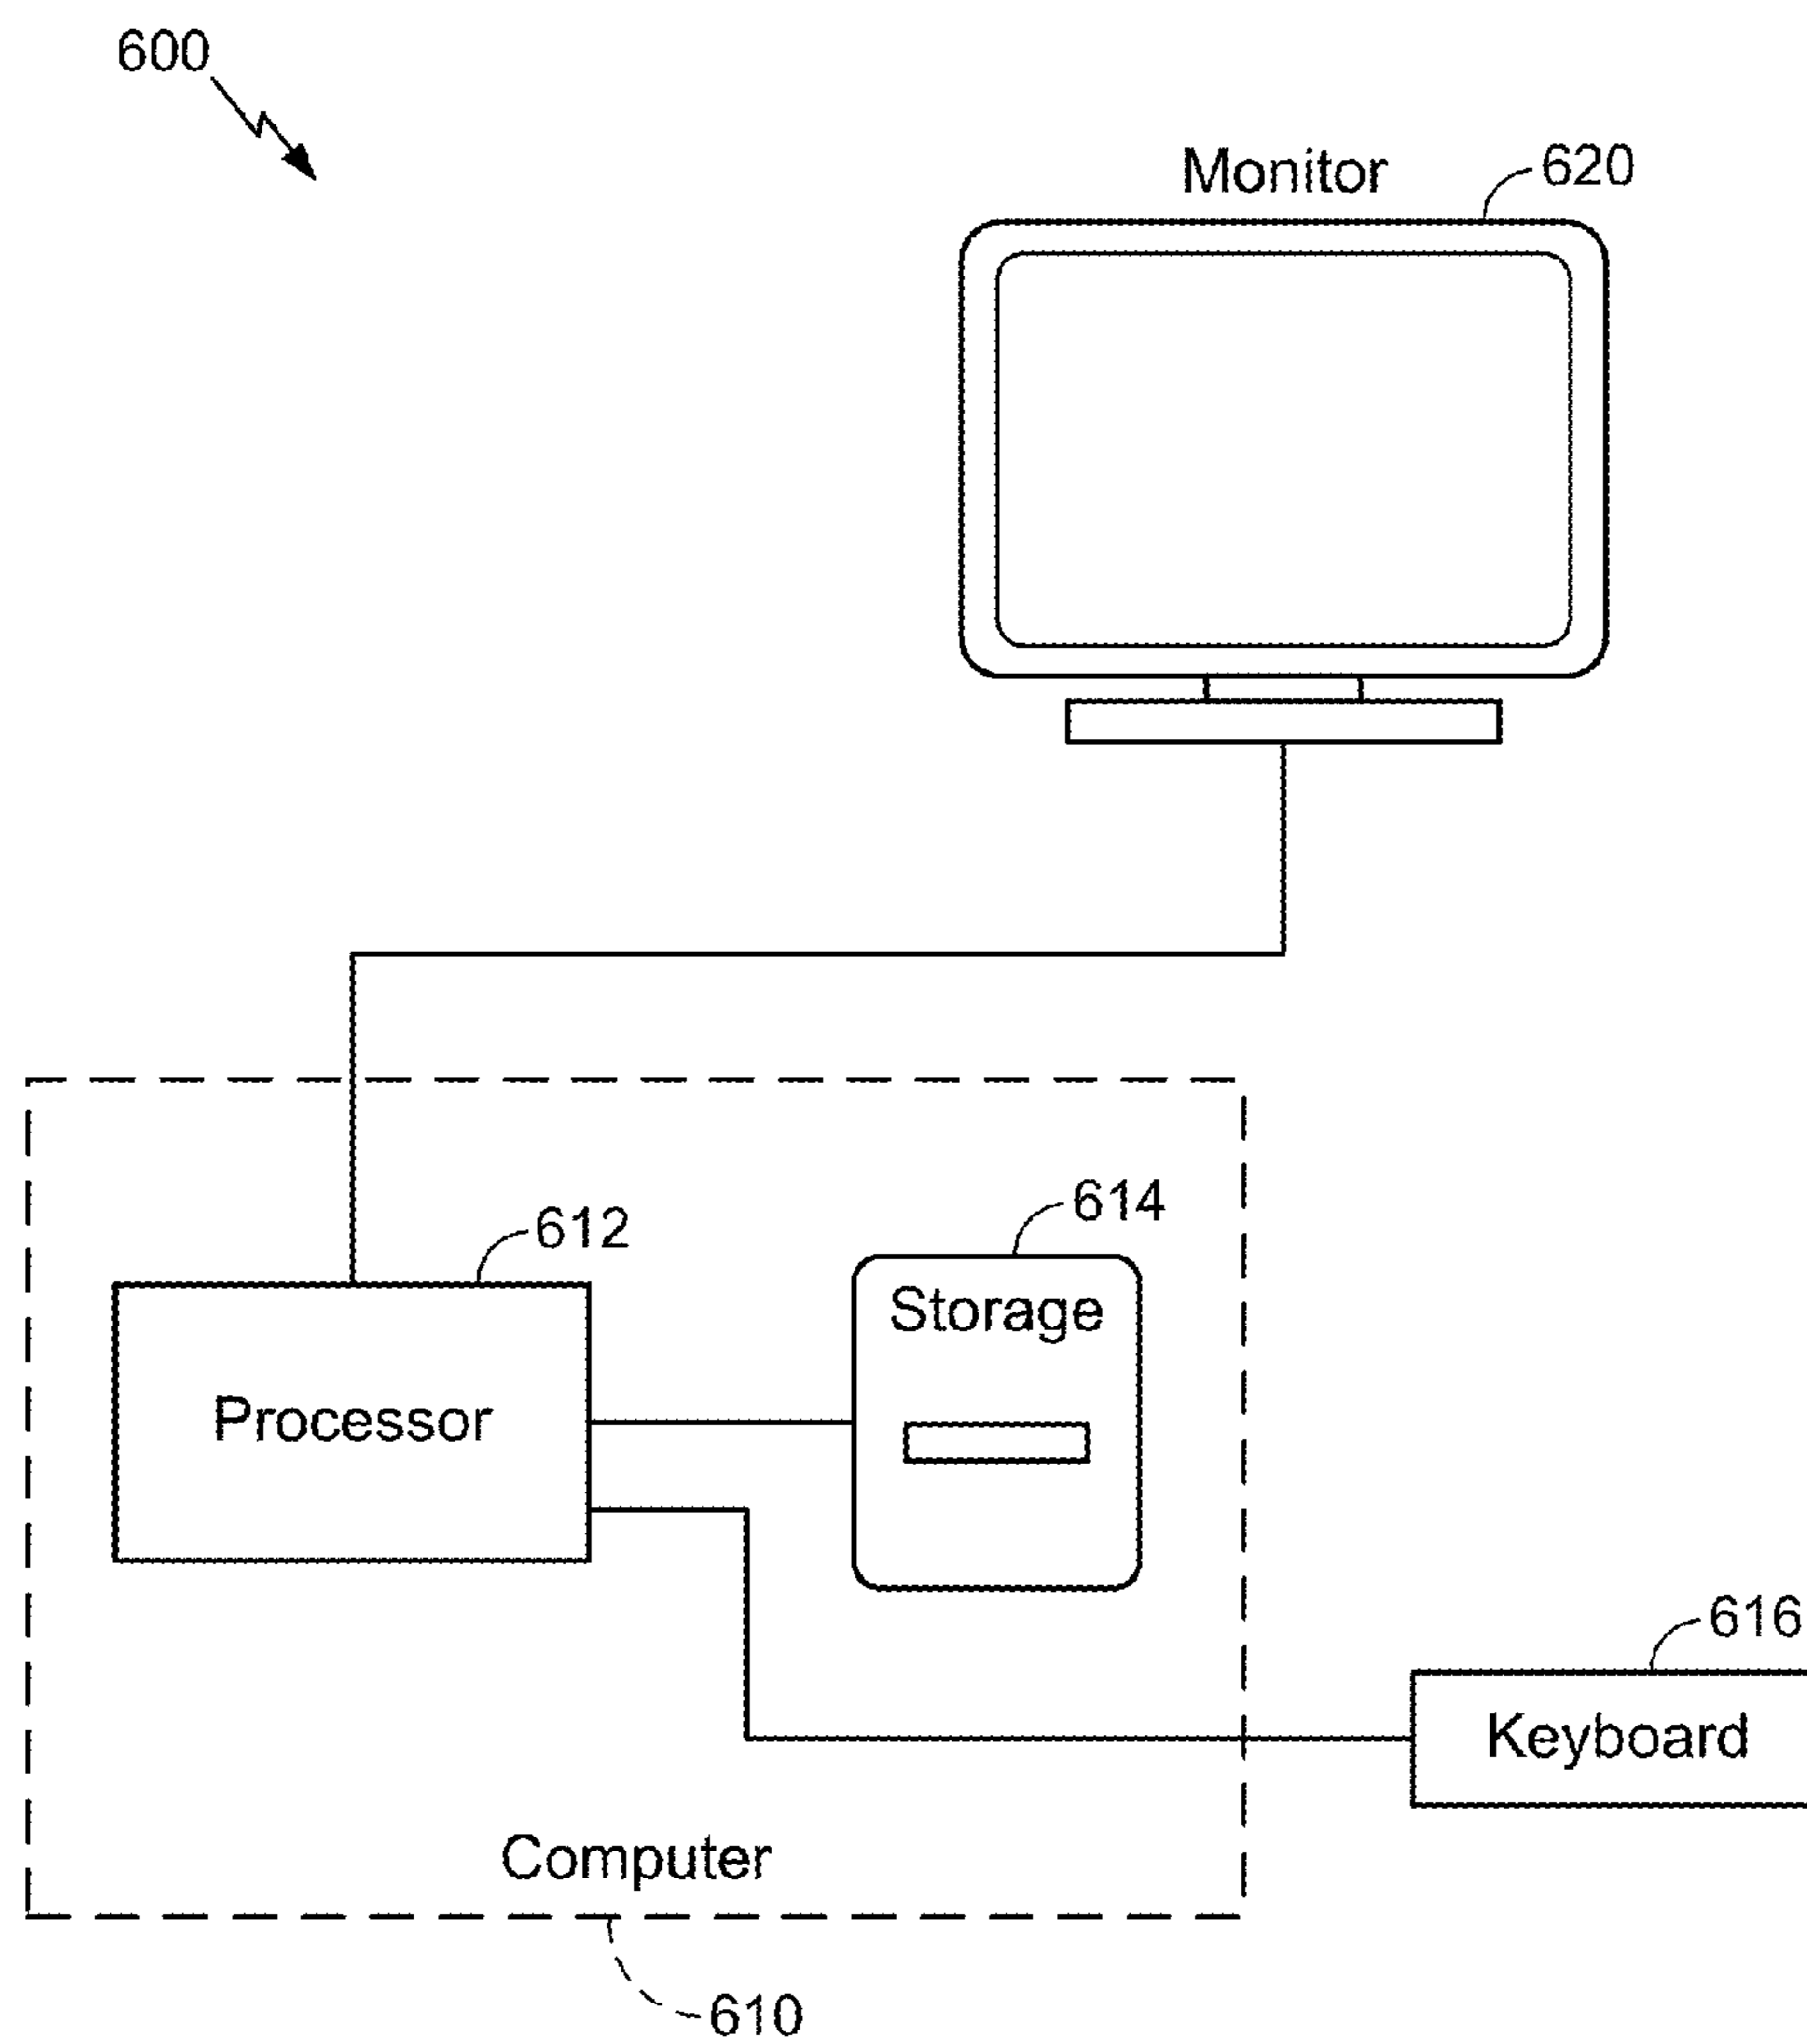 600
Monitor
620
612
614
Storage
Processor
616
Keyboard
Computer
610